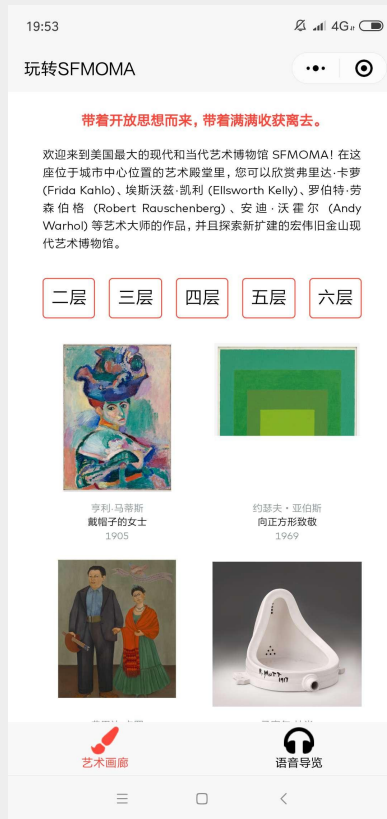 19:53
4G
玩转SFMOMA
带着开放思想而来，带着满满收获离去。
欢迎来到美国最大的现代和当代艺术博物馆 SFMOMA! 在这
座位于城市中心位置的艺术殿堂里，您可以欣赏弗里达·卡萝
(Frida Kahlo)、埃斯沃兹·凯利 (Ellsworth Kelly)、罗伯特·劳
森伯格 (Robert Rauschenberg)、安迪·沃霍尔 (Andy
Warhol) 等艺术大师的作品，并且探索新扩建的宏伟旧金山现
代艺术博物馆。
二层 三层 四层 五层 六层
亨利·马蒂斯 约瑟夫·亚伯斯
戴帽子的女士 向正方形致敬
1905 1969
R.MUTT
1917
艺术画廊 语音导览